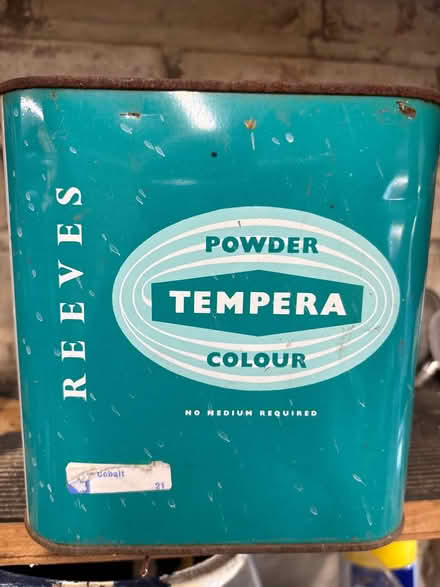 REEVES
POWDER
TEMPERA
COLOUR
NO MEDIUM REQUIRED
Cobalt
21